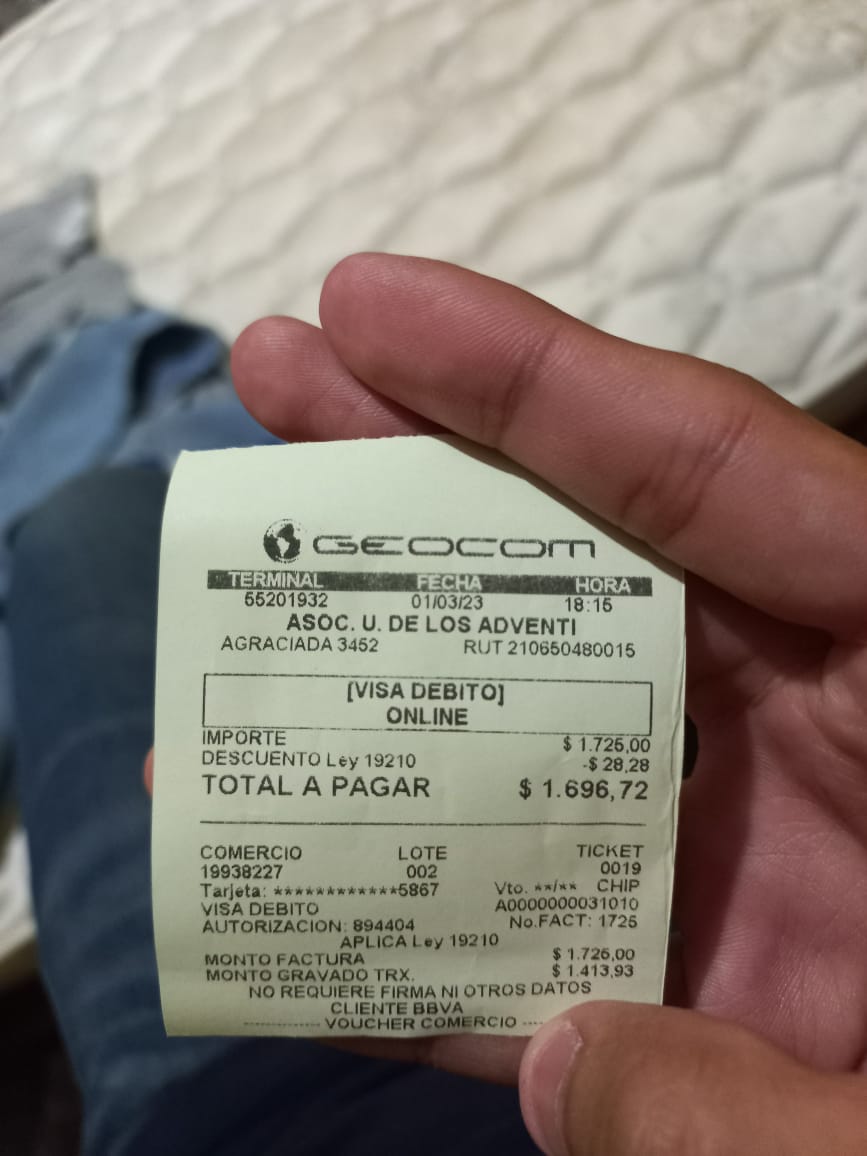 GEOCOM
TERMINAL FECHA HORA
55201932 01/03/23 18:15
ASOC. U. DE LOS ADVENTI
AGRACIADA 3452 RUT 210650480015
[VISA DEBITO]
ONLINE
IMPORTE $ 1.725,00
DESCUENTO Ley 19210 -$ 28,28
TOTAL A PAGAR $ 1.696,72
COMERCIO LOTE TICKET
19938227 002 0019
Tarjeta: ************5867 Vto. **/** CHIP
VISA DEBITO A0000000031010
AUTORIZACION: 894404 No.FACT: 1725
APLICA Ley 19210
MONTO FACTURA $ 1.725,00
MONTO GRAVADO TRX. $ 1.413,93
NO REQUIERE FIRMA NI OTROS DATOS
CLIENTE BBVA
------------ VOUCHER COMERCIO ---